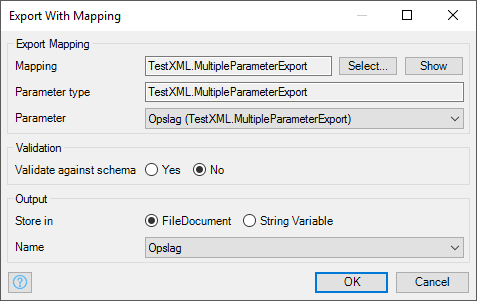 Export With Mapping
Export Mapping
Mapping TestXML.MultipleParameterExport Select... Show
Parameter type TestXML.MultipleParameterExport
Parameter Opslag (TestXML.MultipleParameterExport)
Validation
Validate against schema Yes No
Output
Store in FileDocument String Variable
Name Opslag
? OK Cancel